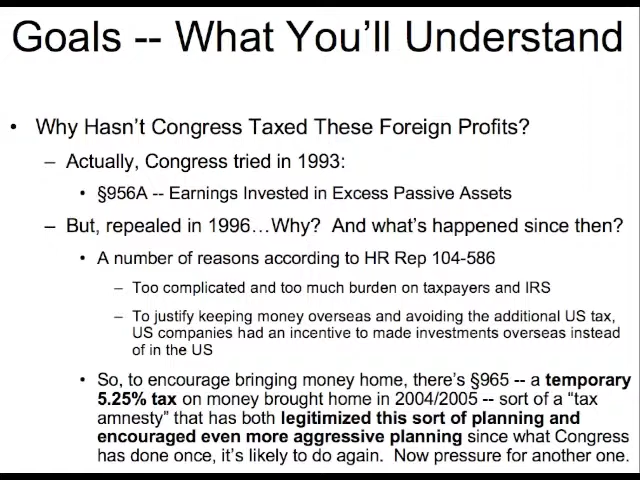 Goals -- What You'll Understand
• Why Hasn't Congress Taxed These Foreign Profits?
– Actually, Congress tried in 1993:
• §956A -- Earnings Invested in Excess Passive Assets
– But, repealed in 1996…Why?  And what's happened since then?
• A number of reasons according to HR Rep 104-586
– Too complicated and too much burden on taxpayers and IRS
– To justify keeping money overseas and avoiding the additional US tax,
US companies had an incentive to made investments overseas instead
of in the US
• So, to encourage bringing money home, there's §965 -- a temporary
5.25% tax on money brought home in 2004/2005 -- sort of a "tax
amnesty" that has both legitimized this sort of planning and
encouraged even more aggressive planning since what Congress
has done once, it's likely to do again.  Now pressure for another one.